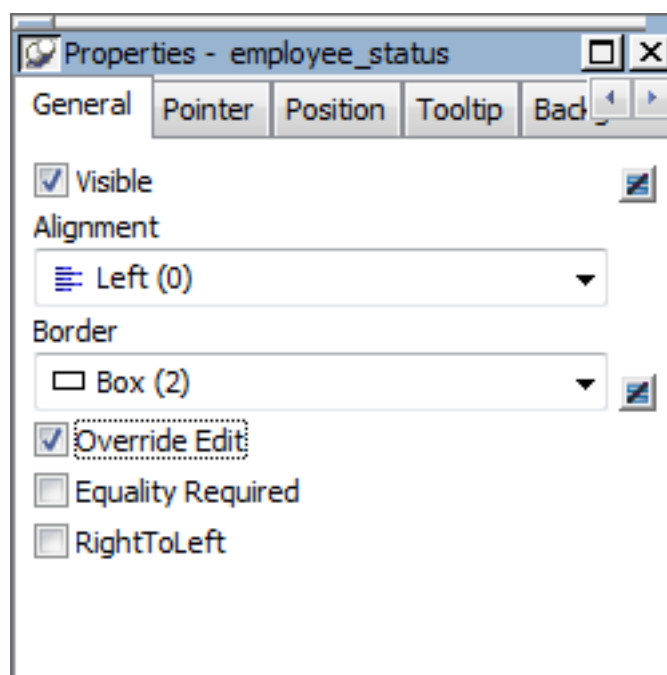 Properties - employee_status
General Pointer Position Tooltip
Visible
Alignment
Left (0)
Border
Box (2)
Override Edit
Equality Required
RightToLeft